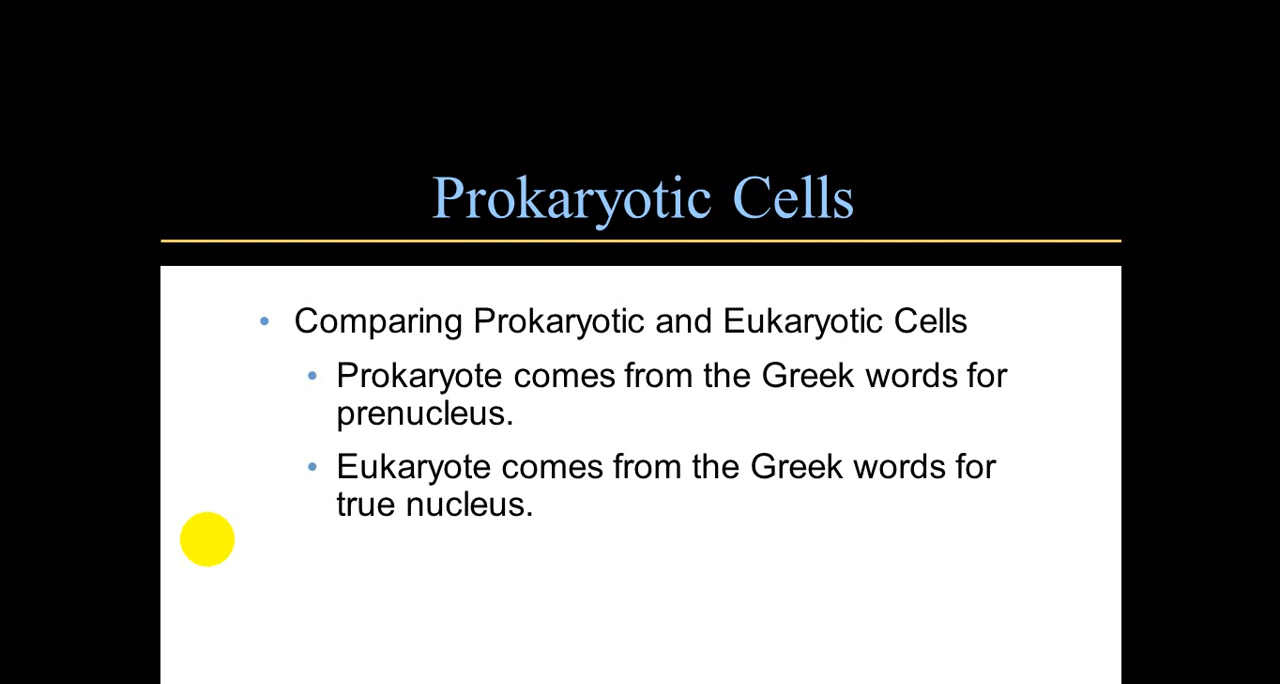 Prokaryotic Cells
• Comparing Prokaryotic and Eukaryotic Cells
• Prokaryote comes from the Greek words for
prenucleus.
• Eukaryote comes from the Greek words for
true nucleus.